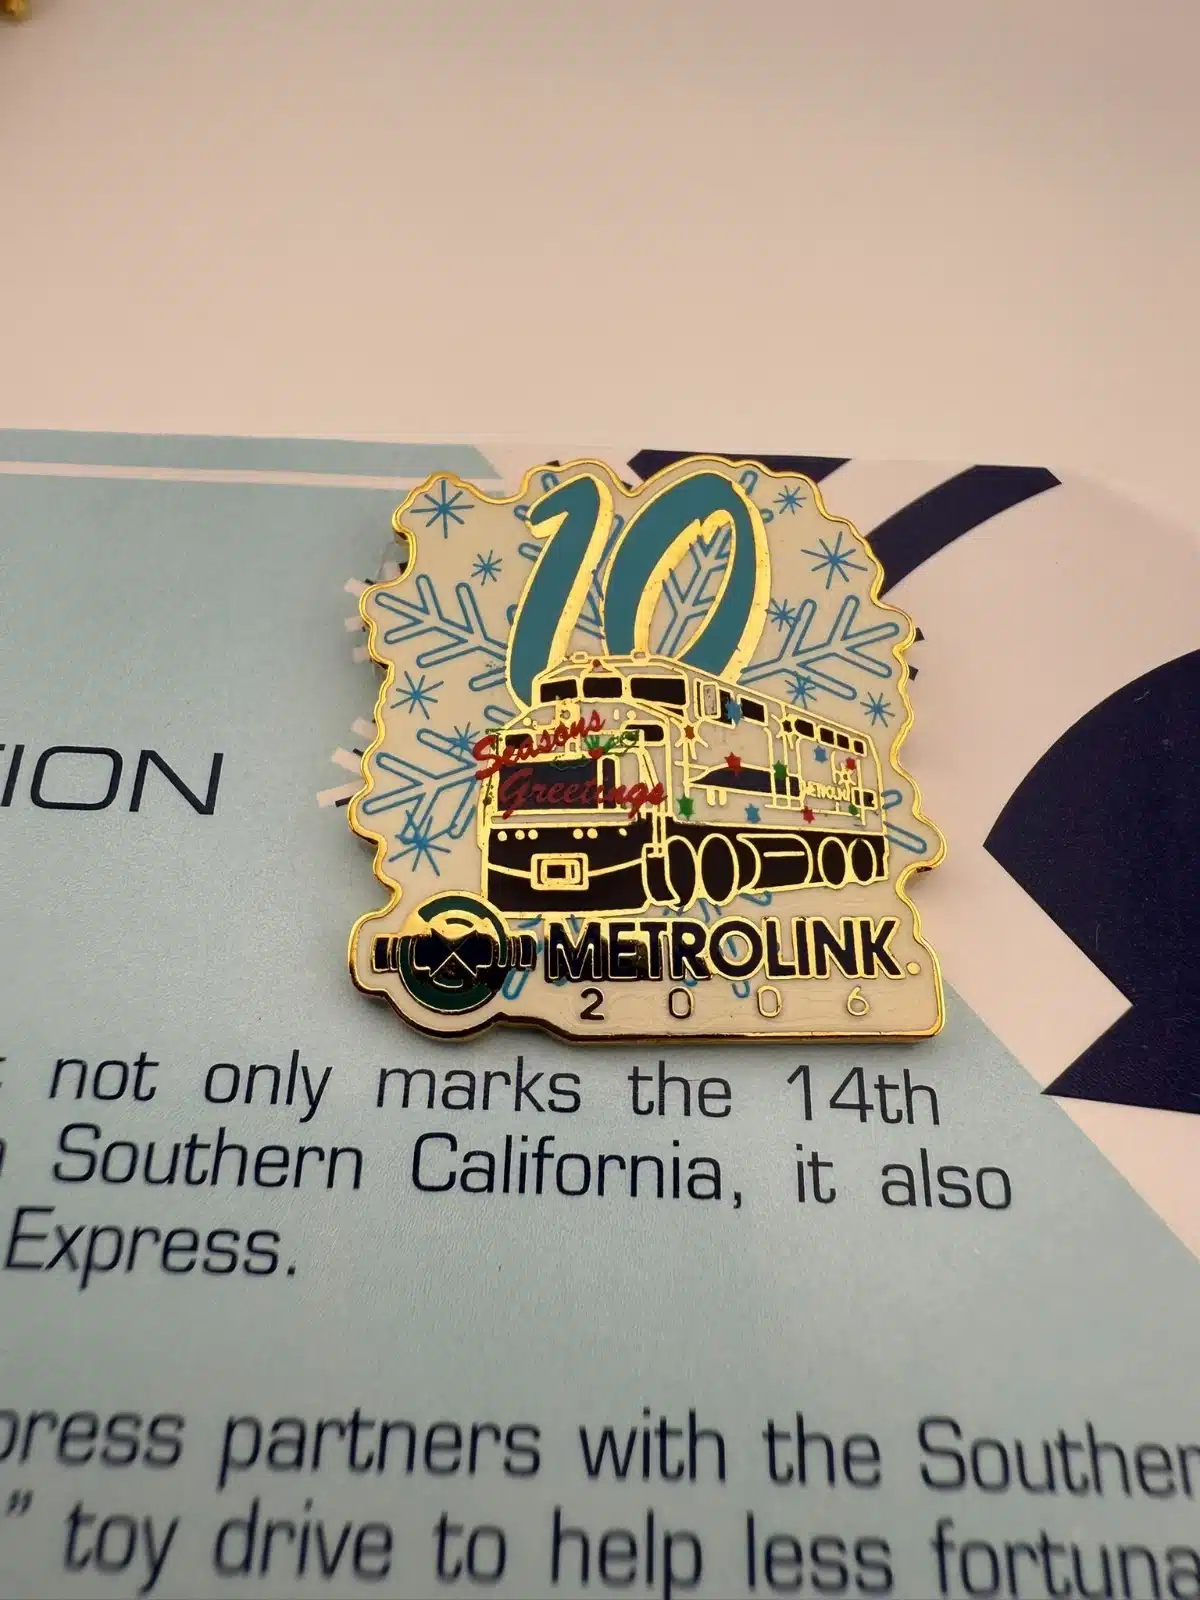 10
Seasons
Greetings
METROLINK
METROLINK.
2006
ION
not only marks the 14th
Southern California, it also
Express.
press partners with the Souther
" toy drive to help less fortuna